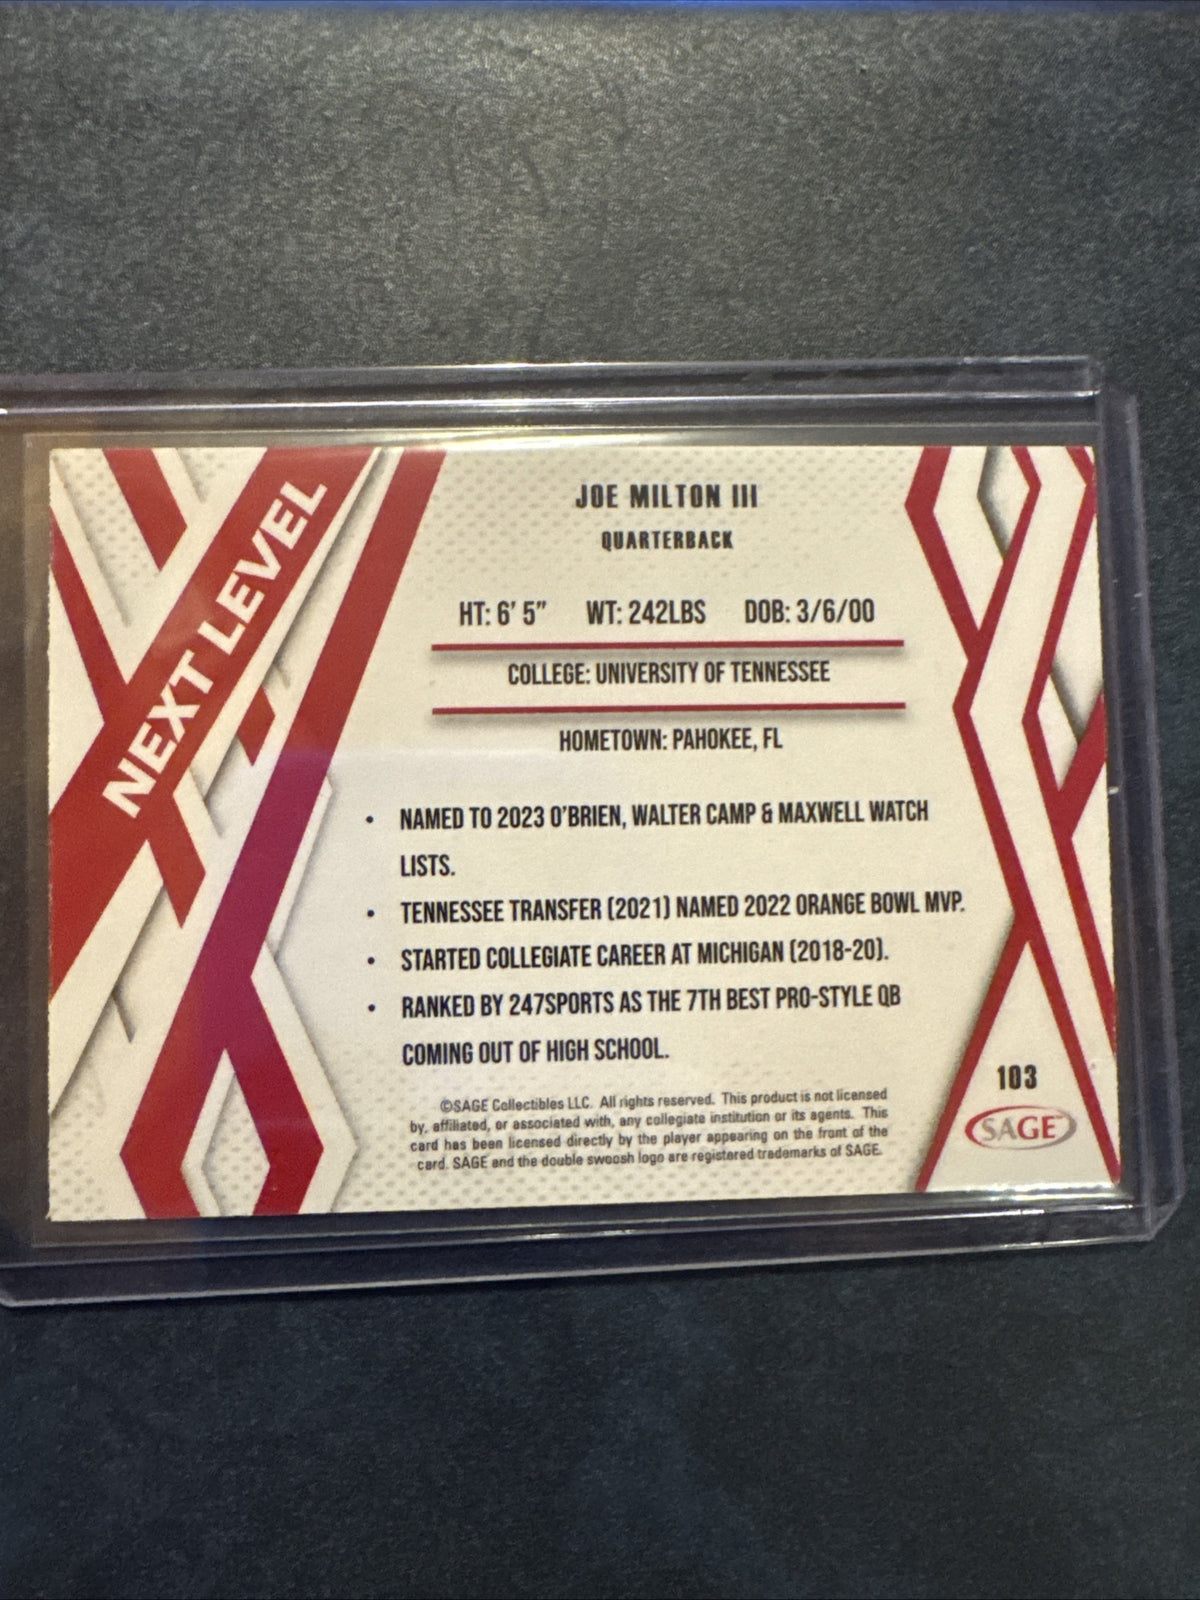 NEXT LEVEL
JOE MILTON III
QUARTERBACK
HT: 6' 5" WT: 242LBS DOB: 3/6/00
COLLEGE: UNIVERSITY OF TENNESSEE
HOMETOWN: PAHOKEE, FL
• NAMED TO 2023 O'BRIEN, WALTER CAMP & MAXWELL WATCH
LISTS.
• TENNESSEE TRANSFER (2021) NAMED 2022 ORANGE BOWL MVP.
• STARTED COLLEGIATE CAREER AT MICHIGAN (2018-20).
• RANKED BY 247SPORTS AS THE 7TH BEST PRO-STYLE QB
COMING OUT OF HIGH SCHOOL.
©SAGE Collectibles LLC. All rights reserved. This product is not licensed
by, affiliated, or associated with, any collegiate institution or its agents. This
card has been licensed directly by the player appearing on the front of the
card. SAGE and the double swoosh logo are registered trademarks of SAGE.
103
SAGE